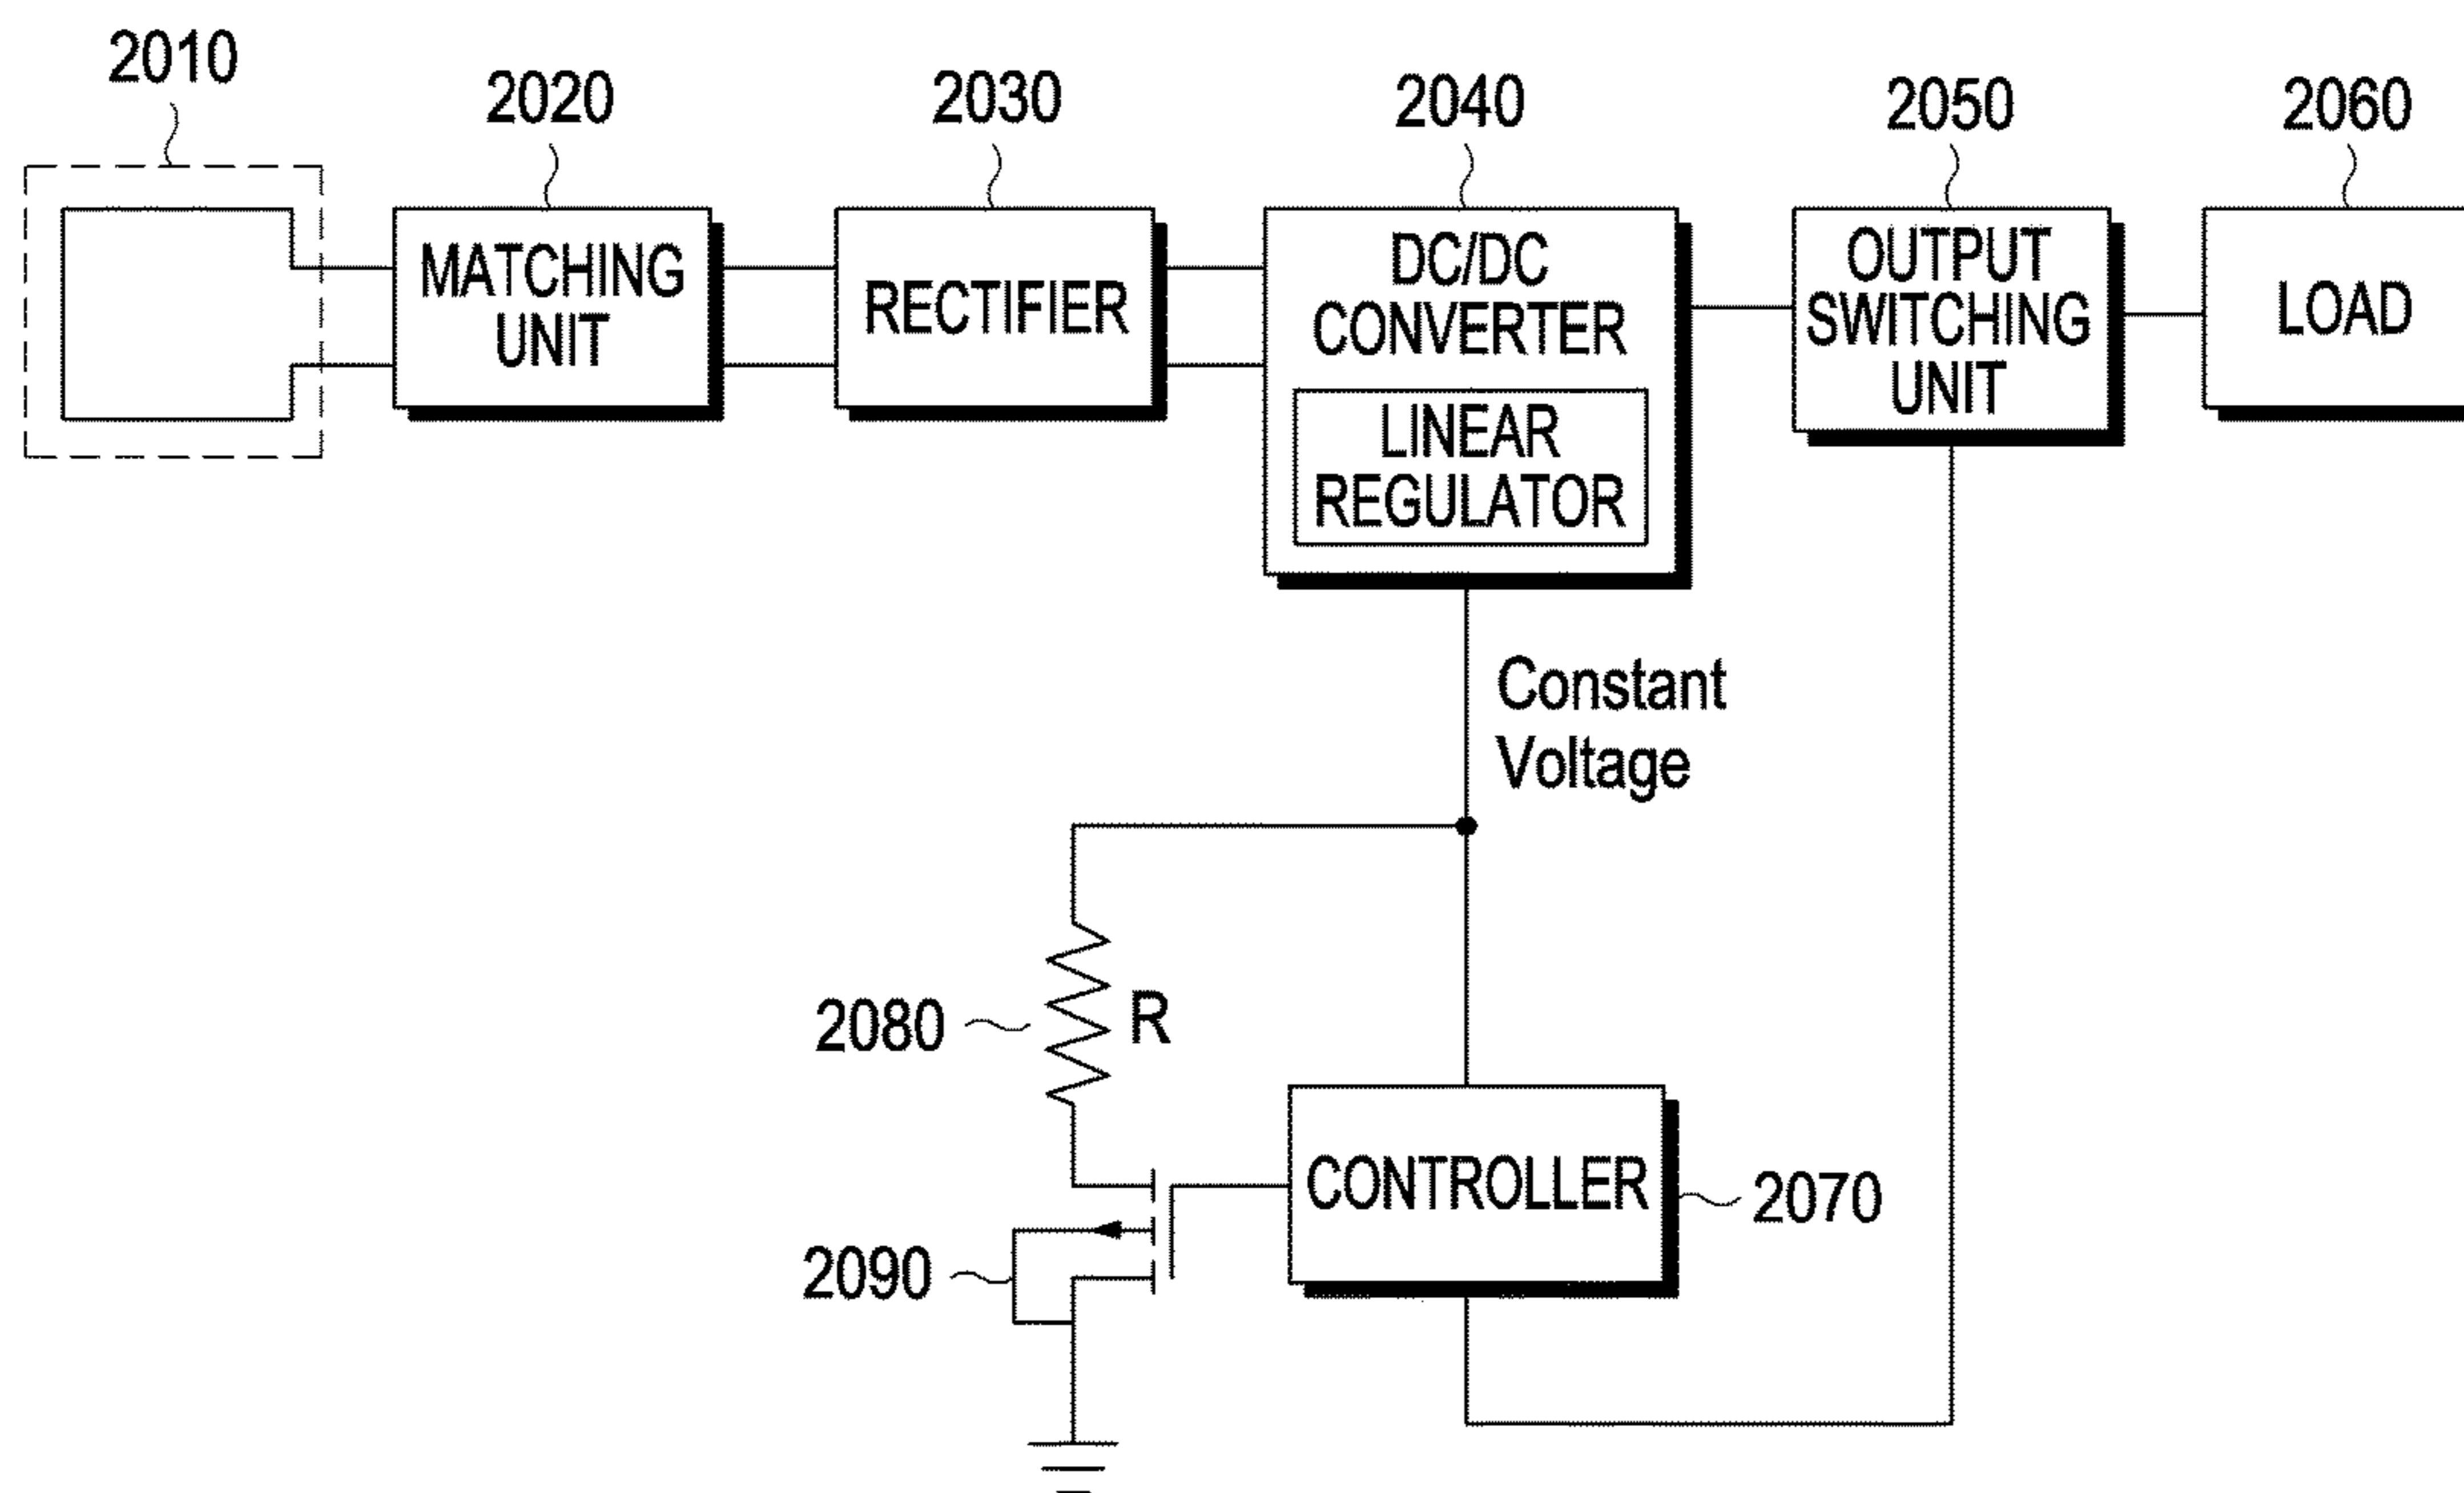 2010
2020
2030
2040
2050
2060
MATCHING
UNIT
RECTIFIER
DC/DC
CONVERTER
LINEAR
REGULATOR
OUTPUT
SWITCHING
UNIT
LOAD
Constant
Voltage
2080
R
CONTROLLER
2070
2090